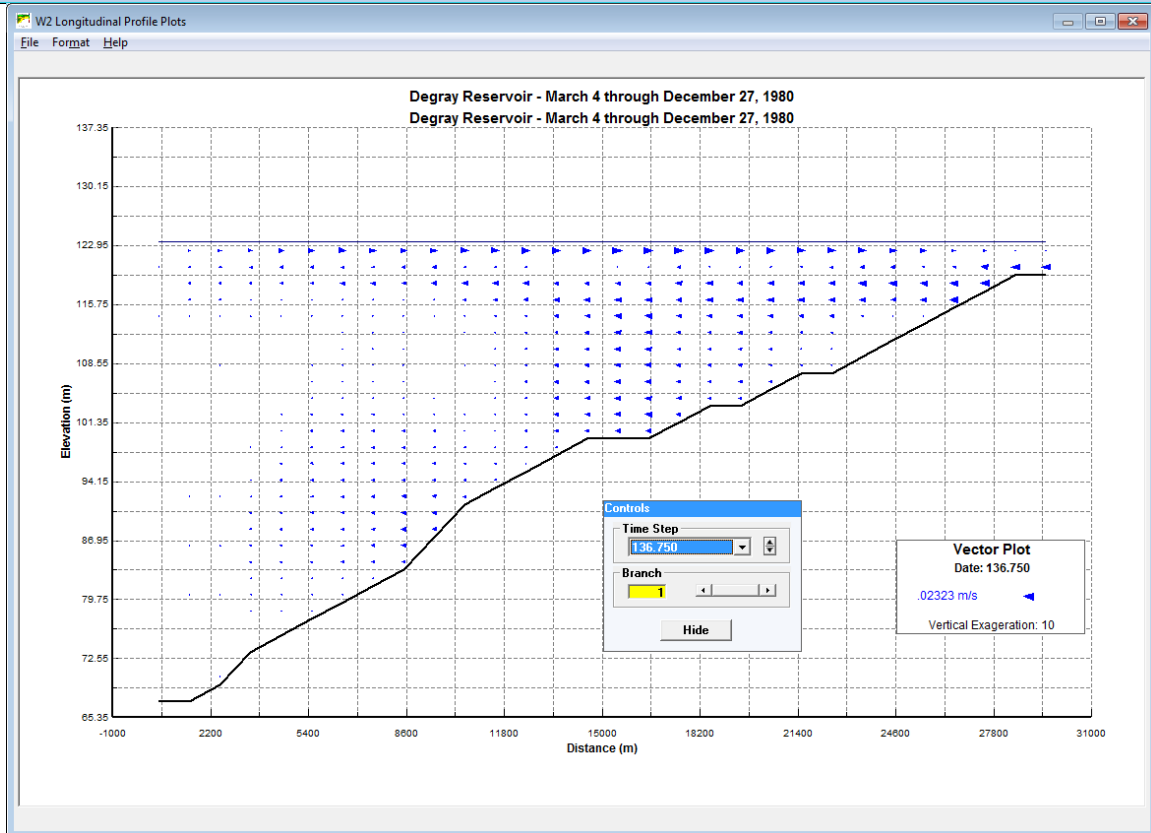 W2 Longitudinal Profile Plots
File Format Help
Degray Reservoir - March 4 through December 27, 1980
Degray Reservoir - March 4 through December 27, 1980
137.35
130.15
122.95
115.75
108.55
101.35
94.15
86.95
79.75
72.55
65.35
Elevation (m)
Controls
Time Step
136.750
Branch
1
Hide
Vector Plot
Date: 136.750
.02323 m/s
Vertical Exageration: 10
-1000 2200 5400 8600 11800 15000 18200 21400 24600 27800 31000
Distance (m)